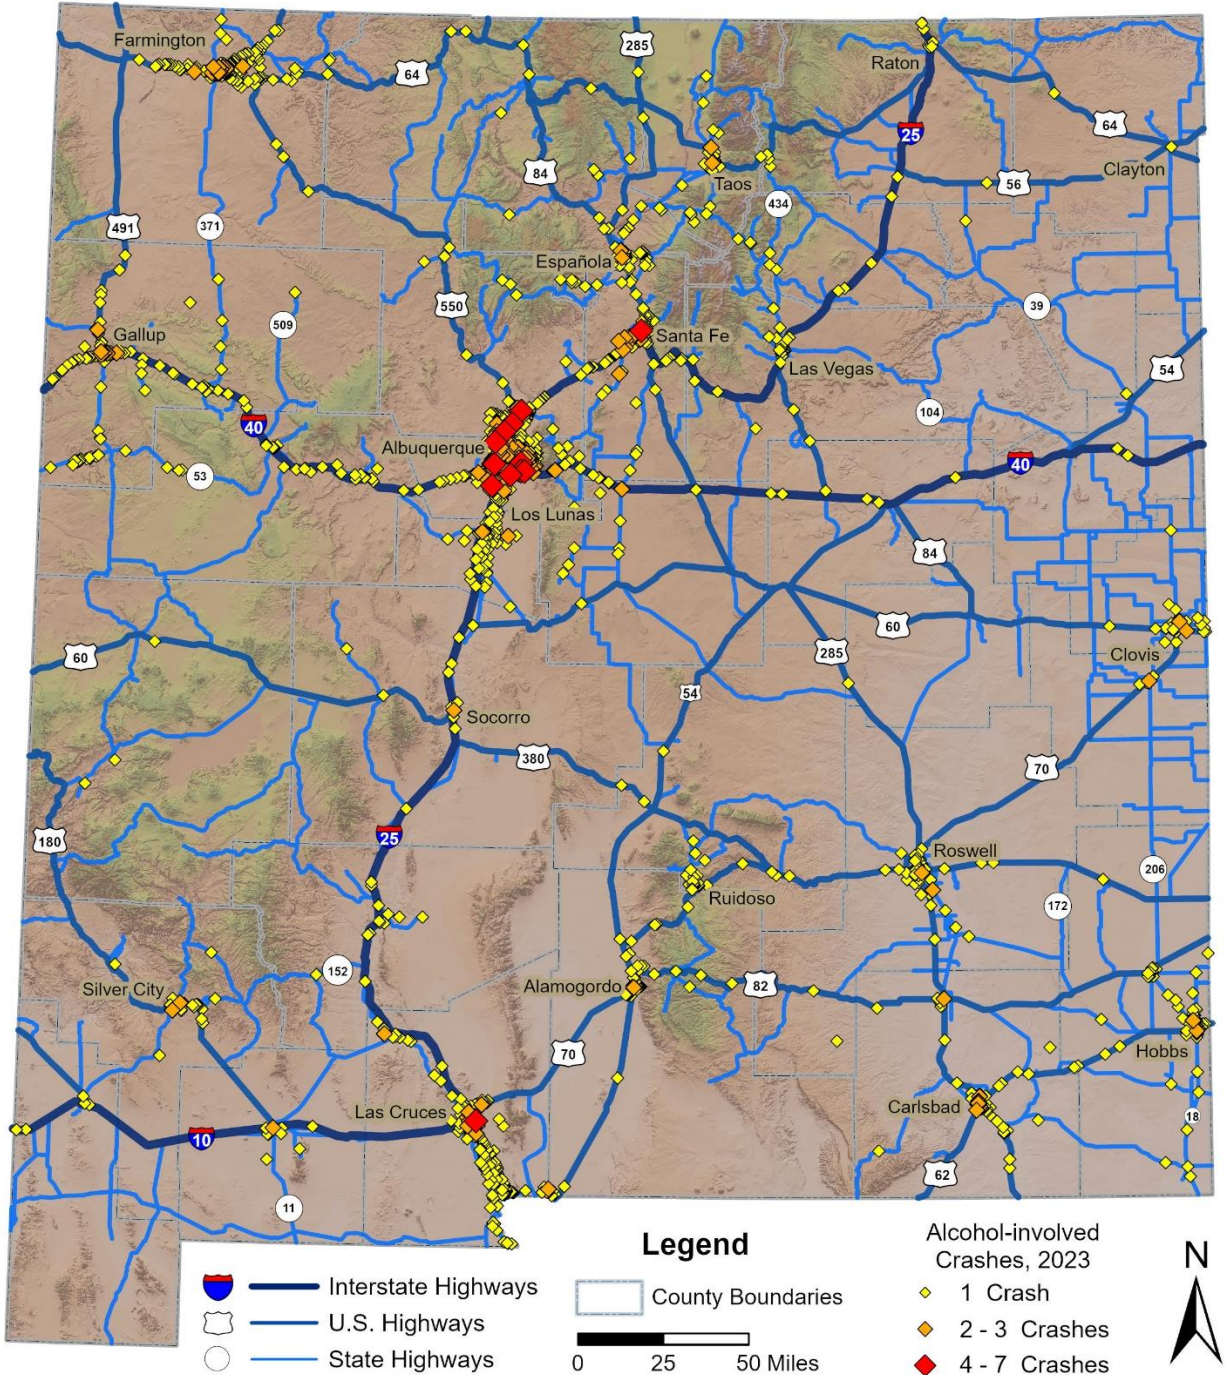 Farmington
285
Raton
64
25
64
84
Taos
Clayton
56
434
491
371
Española
550
39
509
Gallup
Santa Fe
Las Vegas
54
104
40
Albuquerque
40
53
Los Lunas
84
60
60
285
Clovis
54
Socorro
380
70
25
180
Roswell
206
Ruidoso
172
152
Silver City
Alamogordo
82
Hobbs
70
Las Cruces
Carlsbad
18
10
62
11
Legend
Interstate Highways
U.S. Highways
State Highways
County Boundaries
0 25 50 Miles
Alcohol-involved
Crashes, 2023
1 Crash
2 - 3 Crashes
4 - 7 Crashes
N